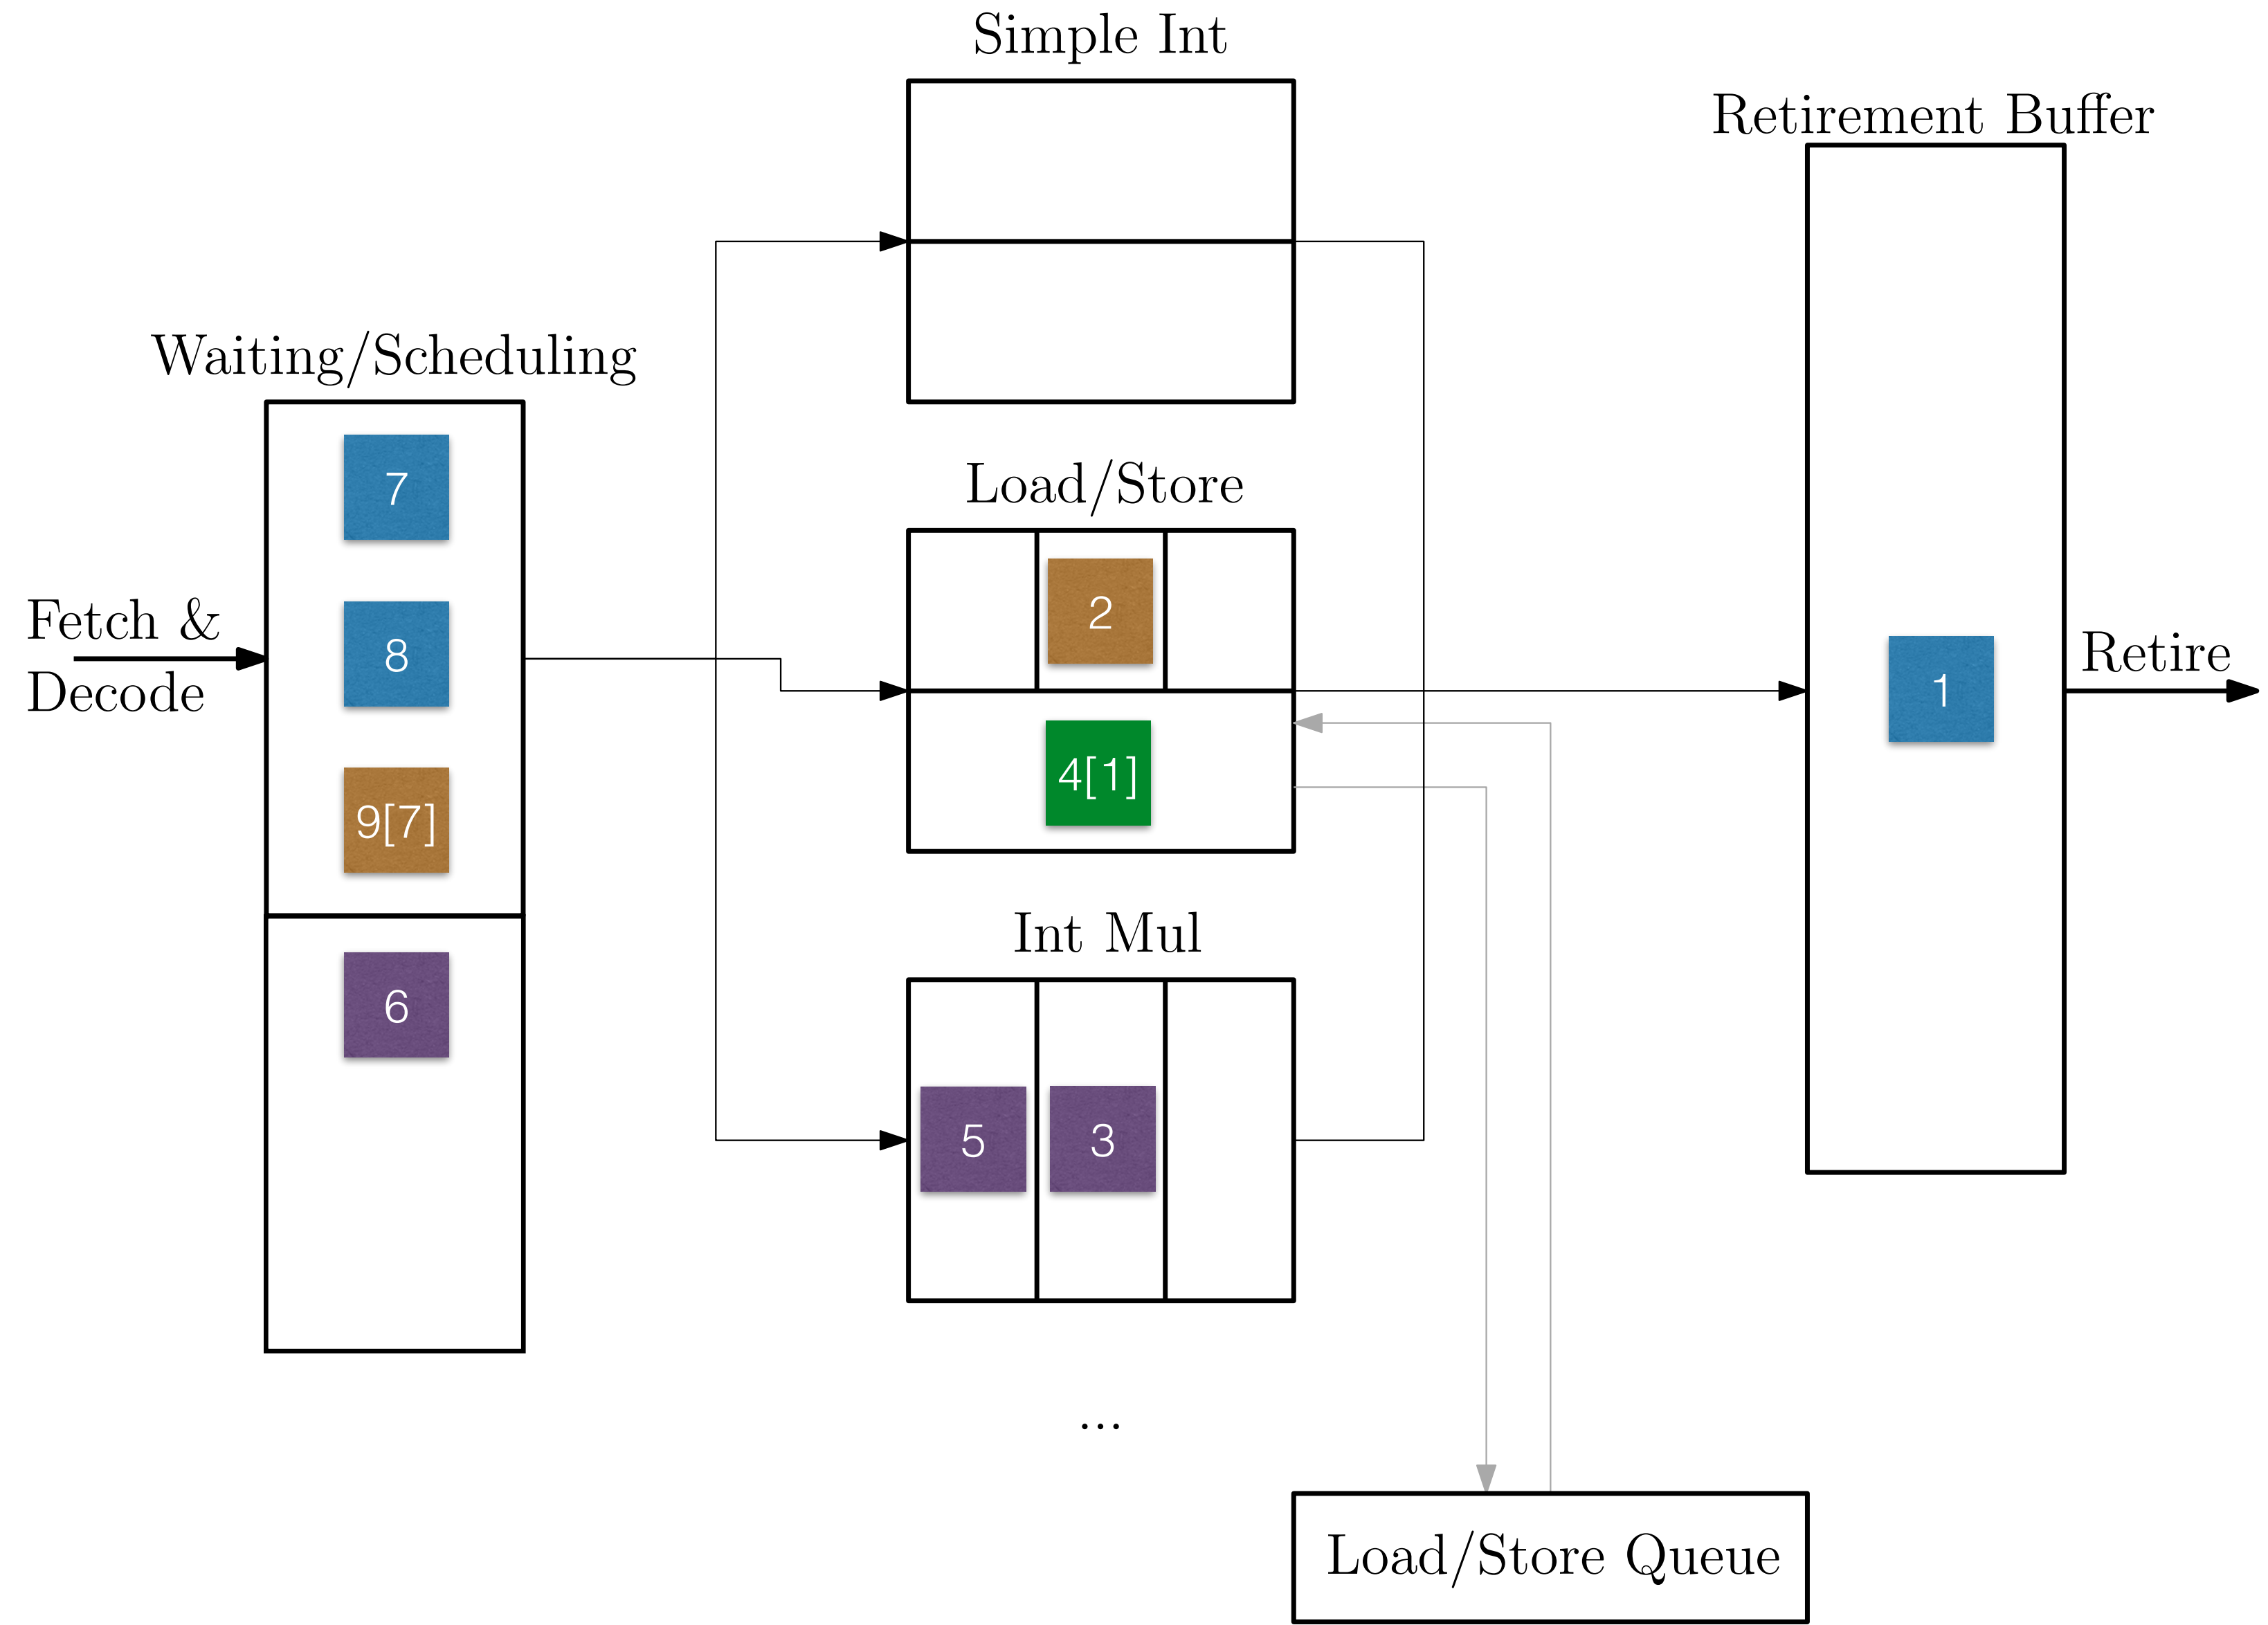 Simple Int
Retirement Buffer
Waiting/Scheduling
7
Load/Store
2
Fetch &
Decode
8
1
Retire
9[7]
4[1]
Int Mul
6
5
3
...
Load/Store Queue